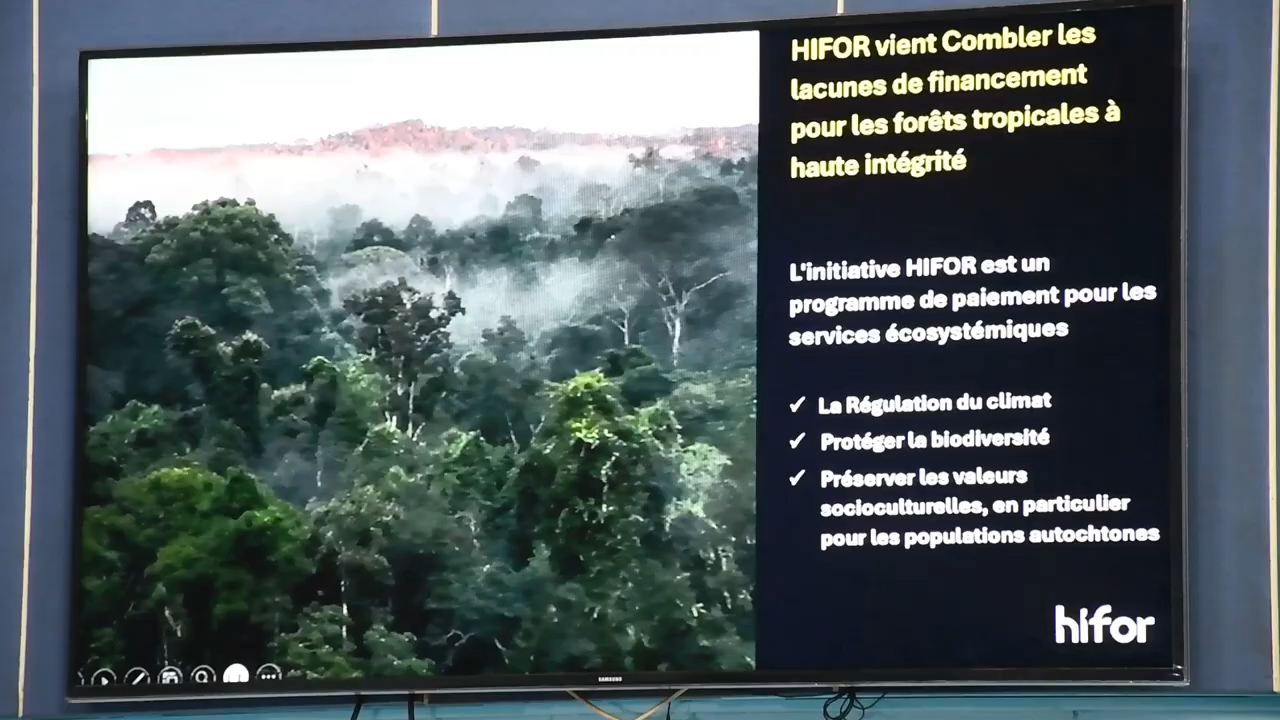 HIFOR vient Combler les
lacunes de financement
pour les forêts tropicales à
haute intégrité
L'initiative HIFOR est un
programme de paiement pour les
services écosystémiques
✓ La Régulation du climat
✓ Protéger la biodiversité
✓ Préserver les valeurs
socioculturelles, en particulier
pour les populations autochtones
hifor
SAMSUNG